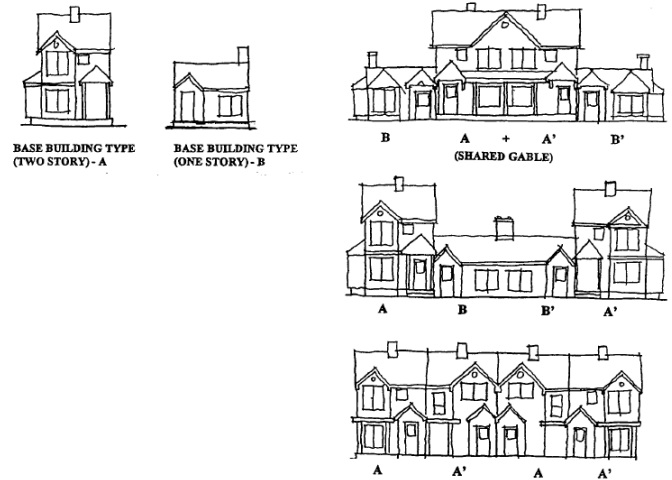 BASE BUILDING TYPE
(TWO STORY) - A
BASE BUILDING TYPE
(ONE STORY) - B
B A + A' B'
(SHARED GABLE)
A B B' A'
A A' A A'